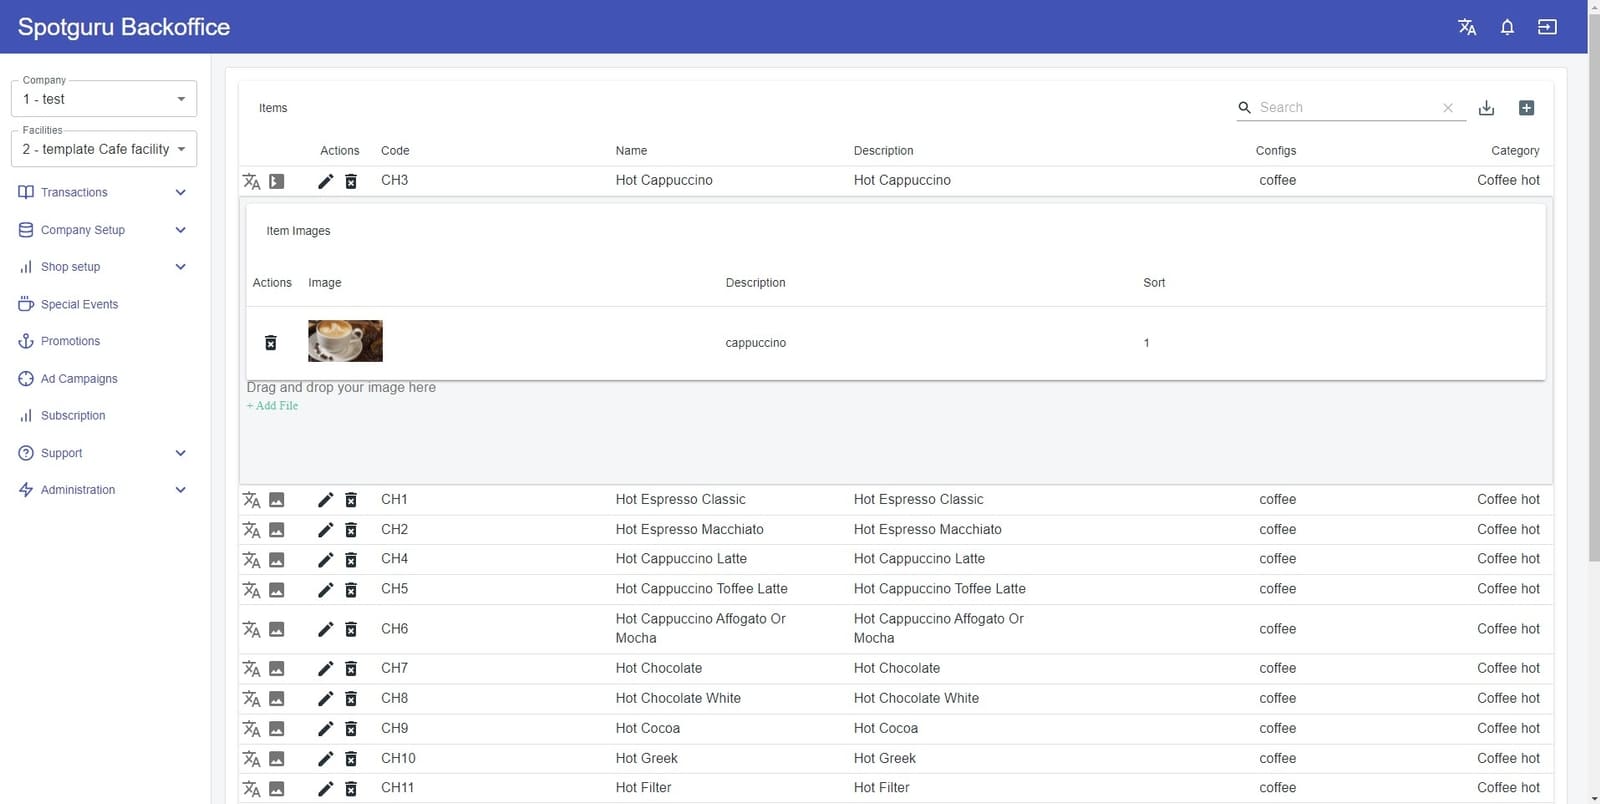 Spotguru Backoffice
Company
1 - test
Facilities
2 - template Cafe facility
Transactions
Company Setup
Shop setup
Special Events
Promotions
Ad Campaigns
Subscription
Support
Administration
Items
Search
Actions Code Name Description Configs Category
CH3 Hot Cappuccino Hot Cappuccino coffee Coffee hot
Item Images
Actions Image Description Sort
cappuccino 1
Drag and drop your image here
+ Add File
CH1 Hot Espresso Classic Hot Espresso Classic coffee Coffee hot
CH2 Hot Espresso Macchiato Hot Espresso Macchiato coffee Coffee hot
CH4 Hot Cappuccino Latte Hot Cappuccino Latte coffee Coffee hot
CH5 Hot Cappuccino Toffee Latte Hot Cappuccino Toffee Latte coffee Coffee hot
CH6 Hot Cappuccino Affogato Or Mocha Hot Cappuccino Affogato Or Mocha coffee Coffee hot
CH7 Hot Chocolate Hot Chocolate coffee Coffee hot
CH8 Hot Chocolate White Hot Chocolate White coffee Coffee hot
CH9 Hot Cocoa Hot Cocoa coffee Coffee hot
CH10 Hot Greek Hot Greek coffee Coffee hot
CH11 Hot Filter Hot Filter coffee Coffee hot